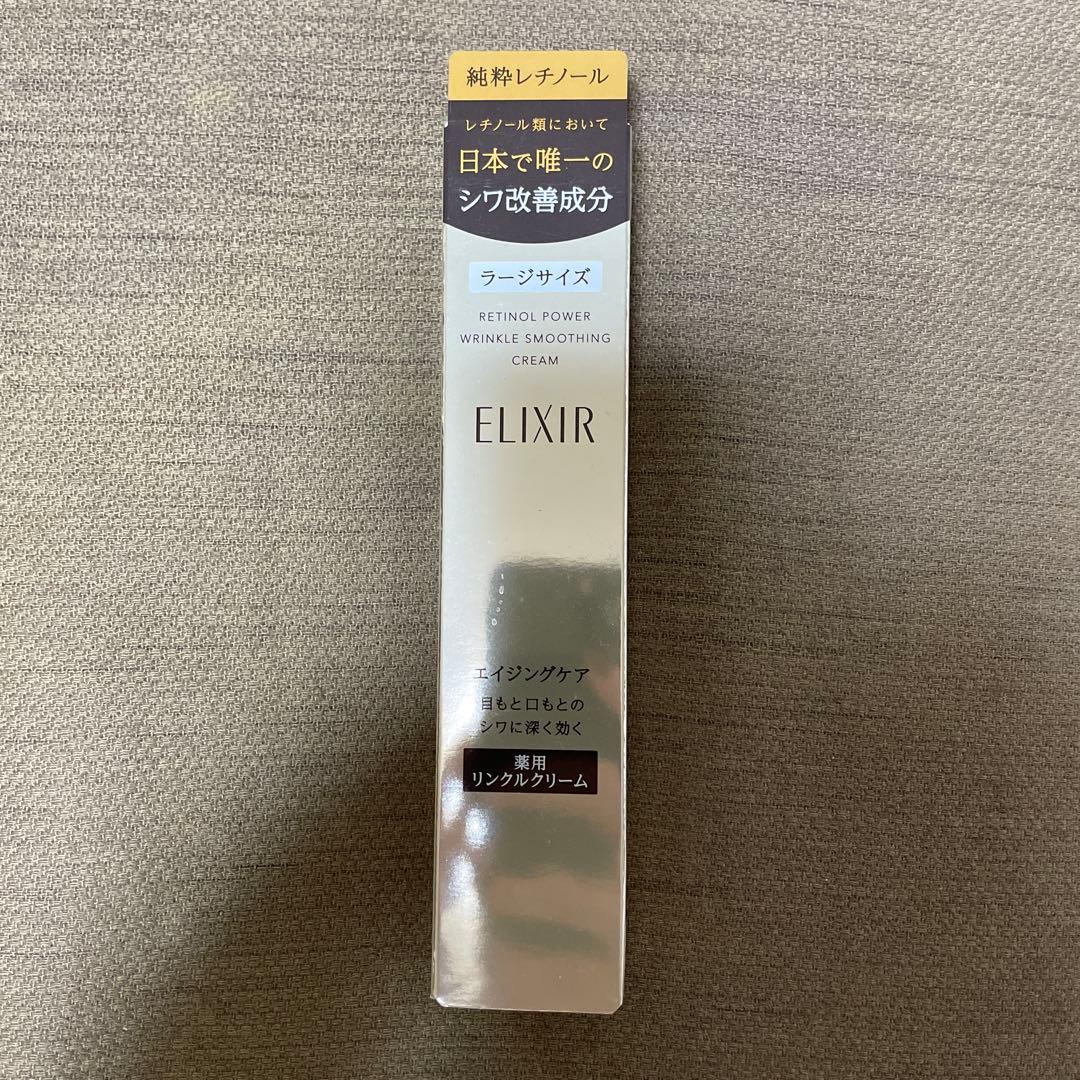 純粋レチノール
レチノール類において
日本で唯一の
シワ改善成分
ラージサイズ
RETINOL POWER
WRINKLE SMOOTHING
CREAM
ELIXIR
エイジングケア
目もと口もとの
シワに深く効く
薬用
リンクルクリーム